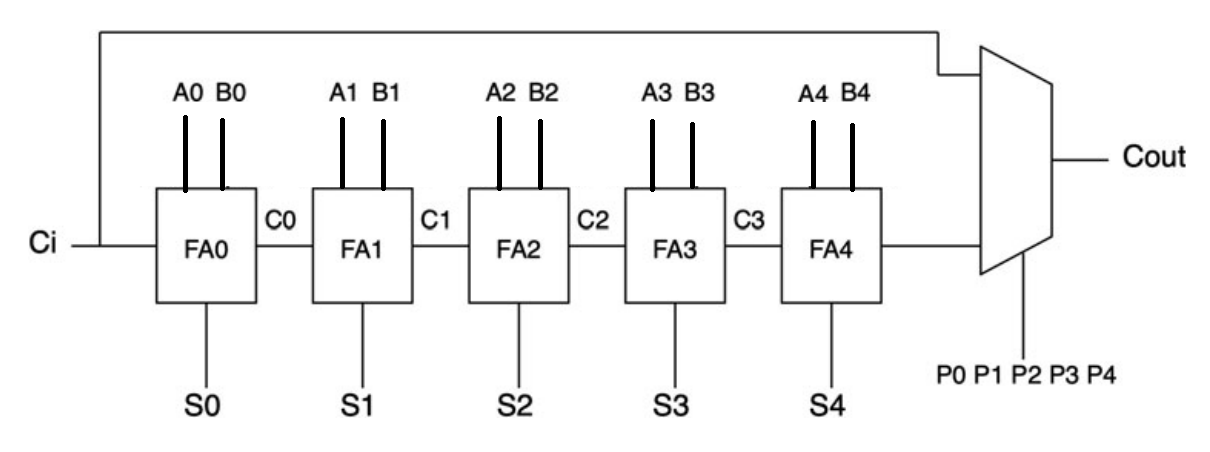 A0 B0 A1 B1 A2 B2 A3 B3 A4 B4
Cout
C0 C1 C2 C3
Ci FA0 FA1 FA2 FA3 FA4
P0 P1 P2 P3 P4
S0 S1 S2 S3 S4